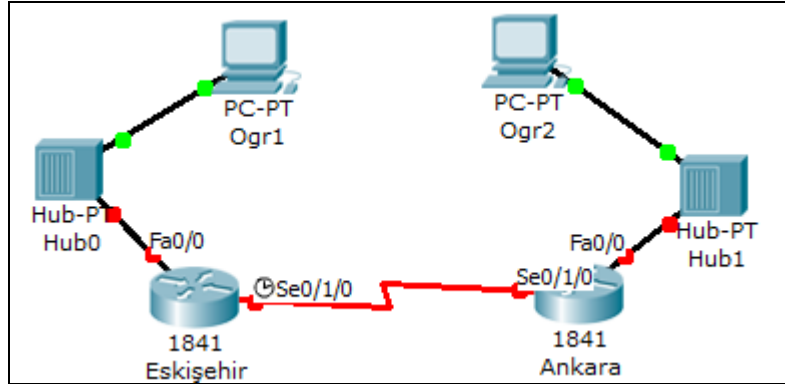 PC-PT
Ogr1
PC-PT
Ogr2
Hub-PT
Hub0
Fa0/0
Hub-PT
Hub1
Fa0/0
Se0/1/0
Se0/1/0
1841
Eskişehir
1841
Ankara